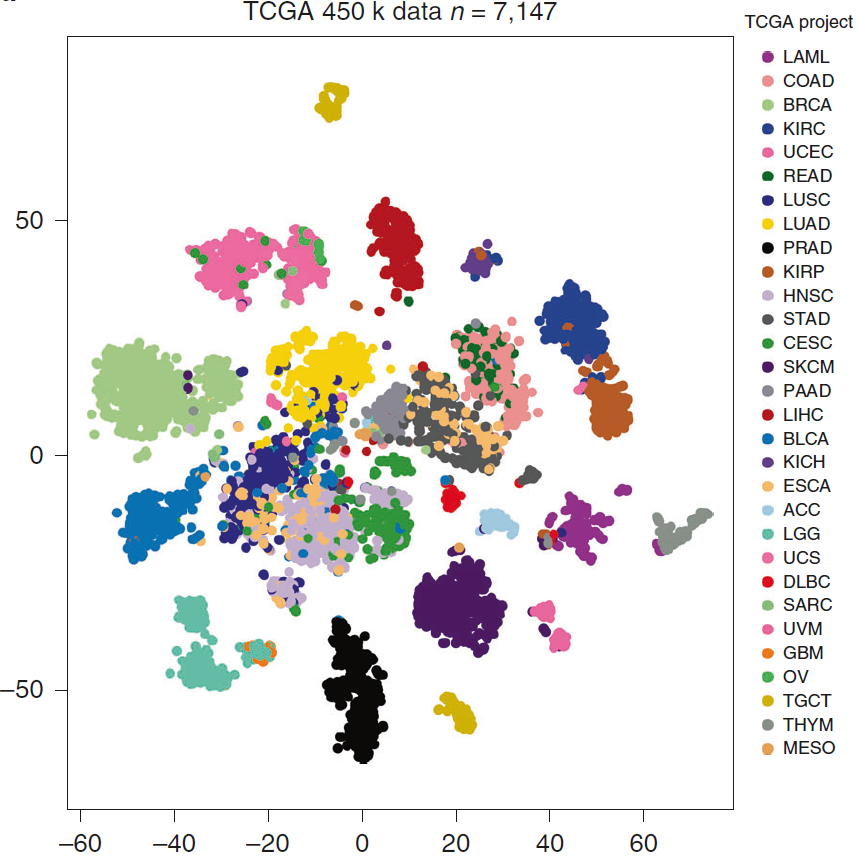 TCGA 450 k data n = 7,147
TCGA project
LAML
COAD
BRCA
KIRC
UCEC
READ
LUSC
LUAD
PRAD
KIRP
HNSC
STAD
CESC
SKCM
PAAD
LIHC
BLCA
KICH
ESCA
ACC
LGG
UCS
DLBC
SARC
UVM
GBM
OV
TGCT
THYM
MESO
50
0
−50
−60 −40 −20 0 20 40 60